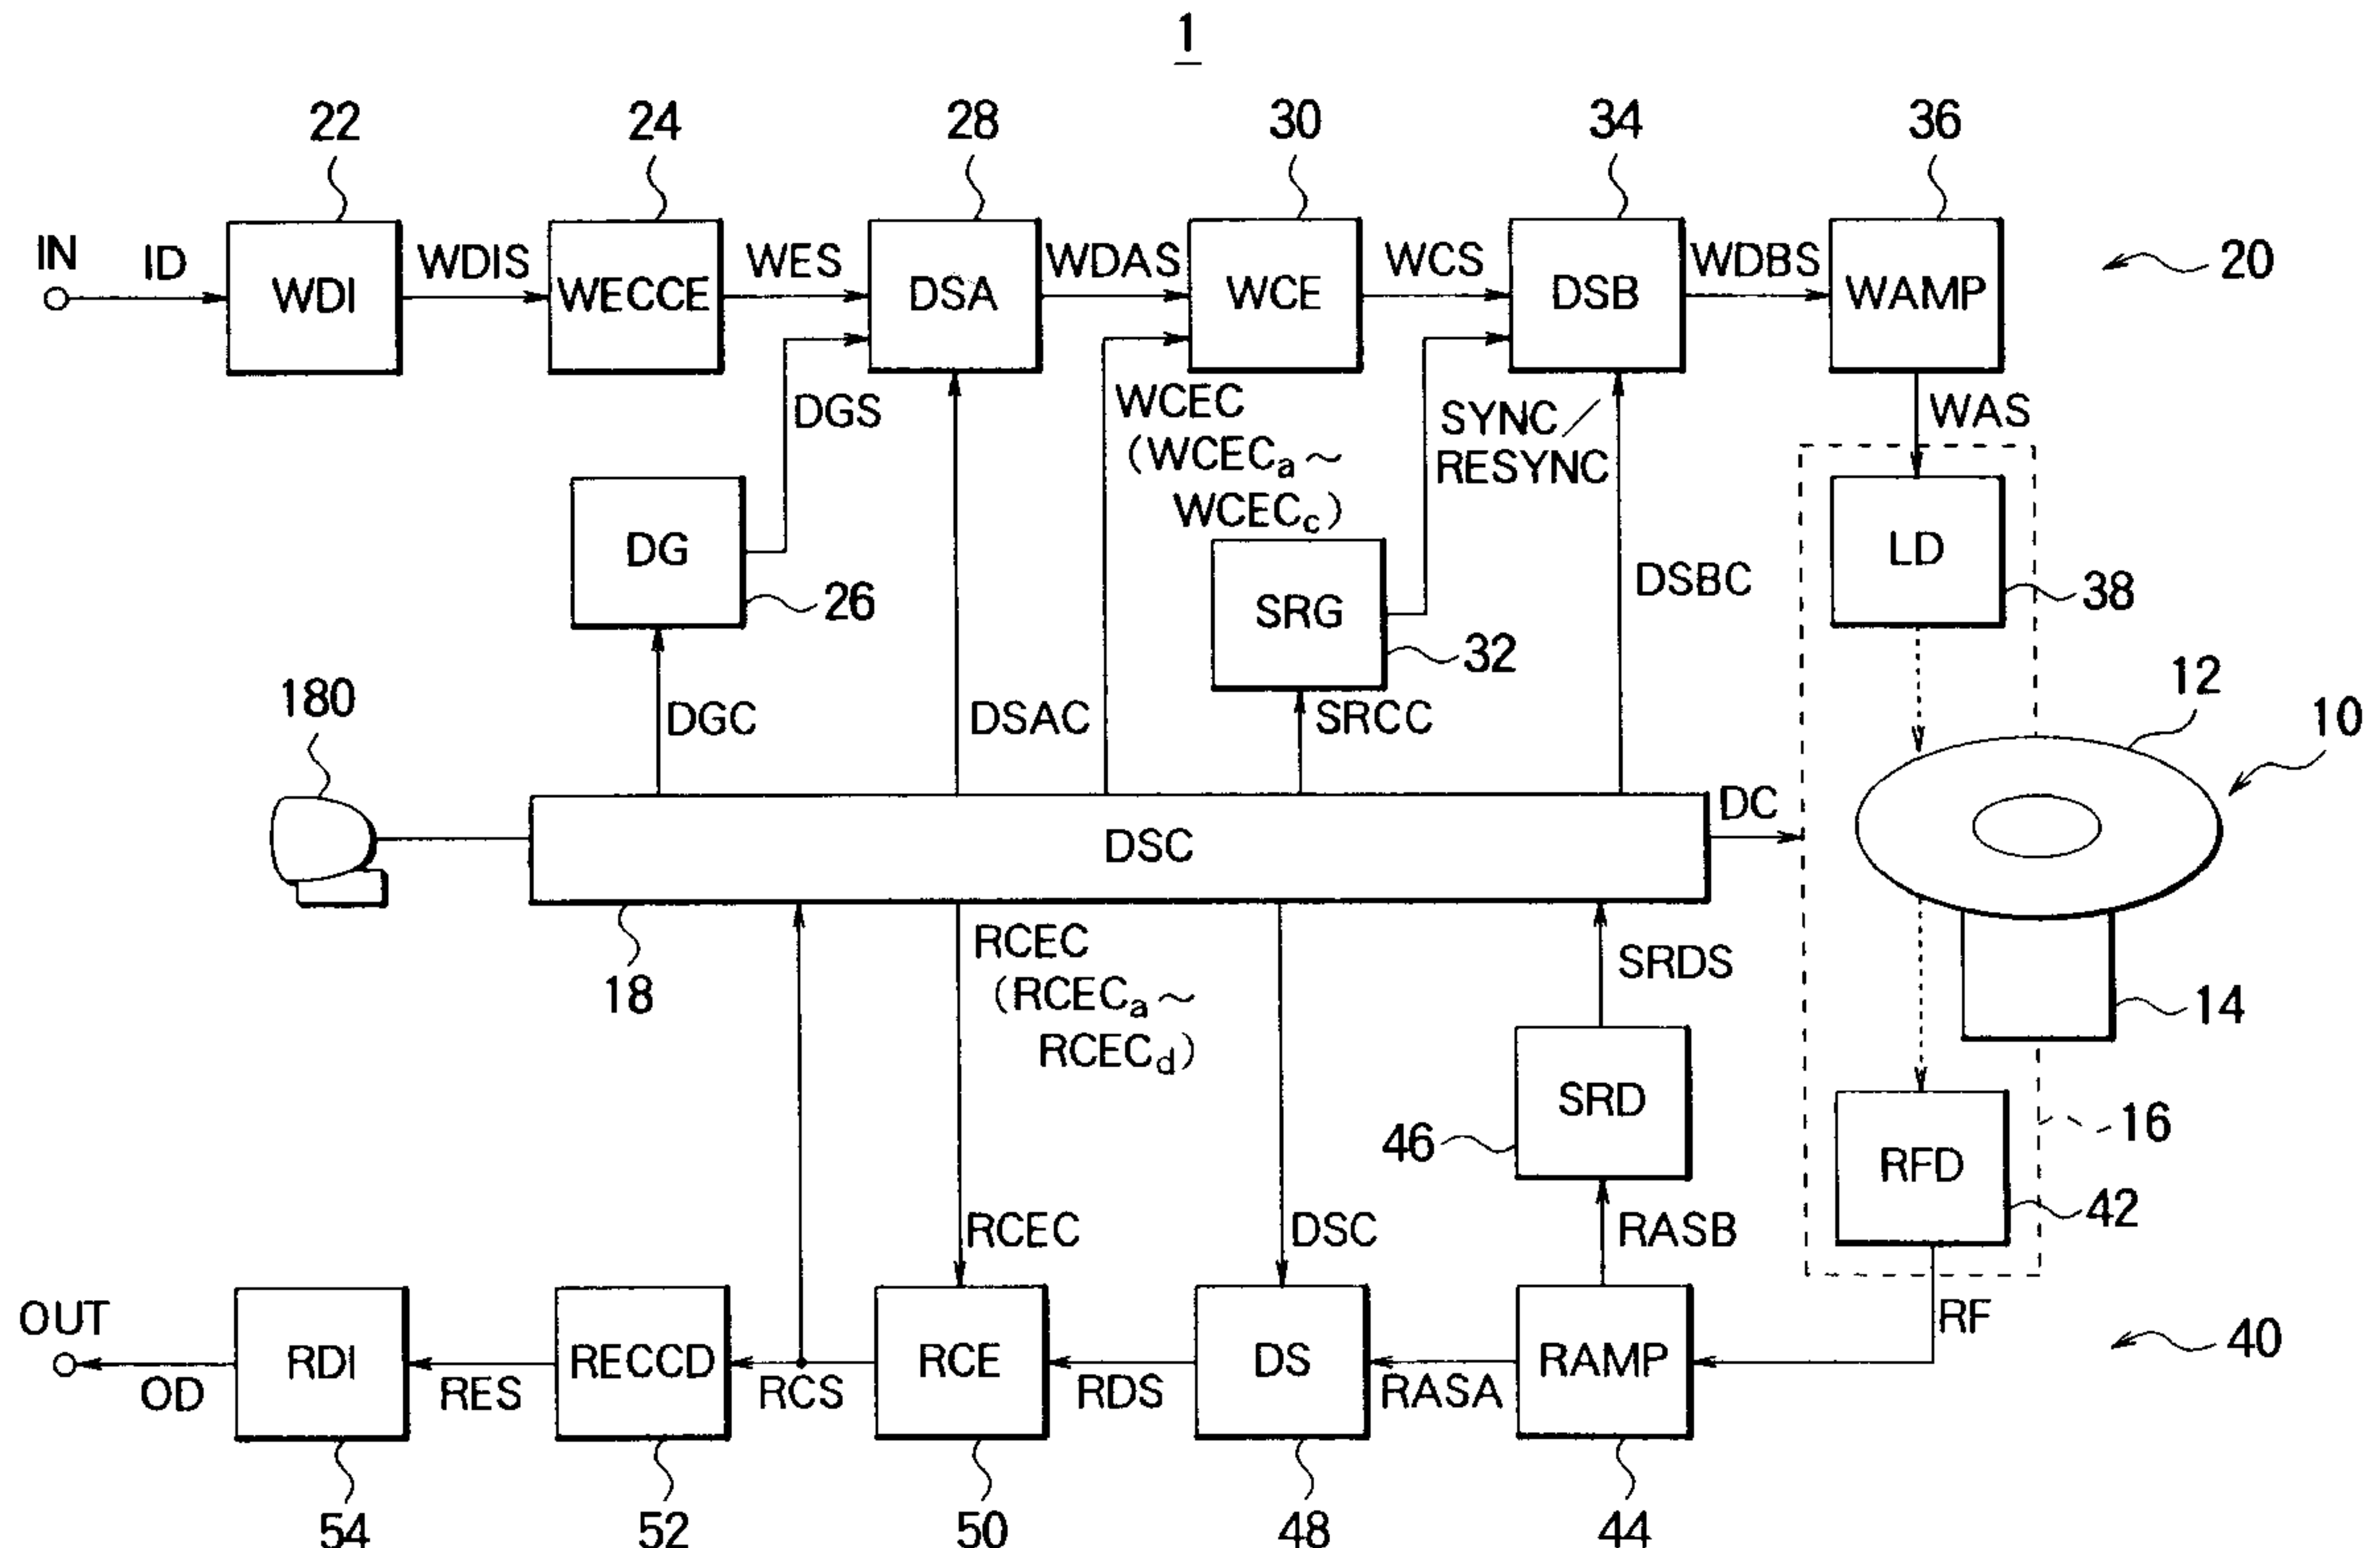 1
22
24
28
30
34
36
IN
ID
WDI
WDIS
WECCE
WES
DSA
WDAS
WCE
WCS
DSB
WDBS
WAMP
20
DGS
WCEC
(WCECa~
WCECc)
SYNC/
RESYNC
WAS
DG
26
SRG
32
DSBC
LD
38
180
DGC
DSAC
SRCC
12
10
DSC
DC
18
RCEC
(RCECa~
RCECd)
SRDS
14
SRD
46
16
RFD
42
RCEC
DSC
RASB
RF
OUT
OD
RDI
RES
RECCD
RCS
RCE
RDS
DS
RASA
RAMP
40
54
52
50
48
44